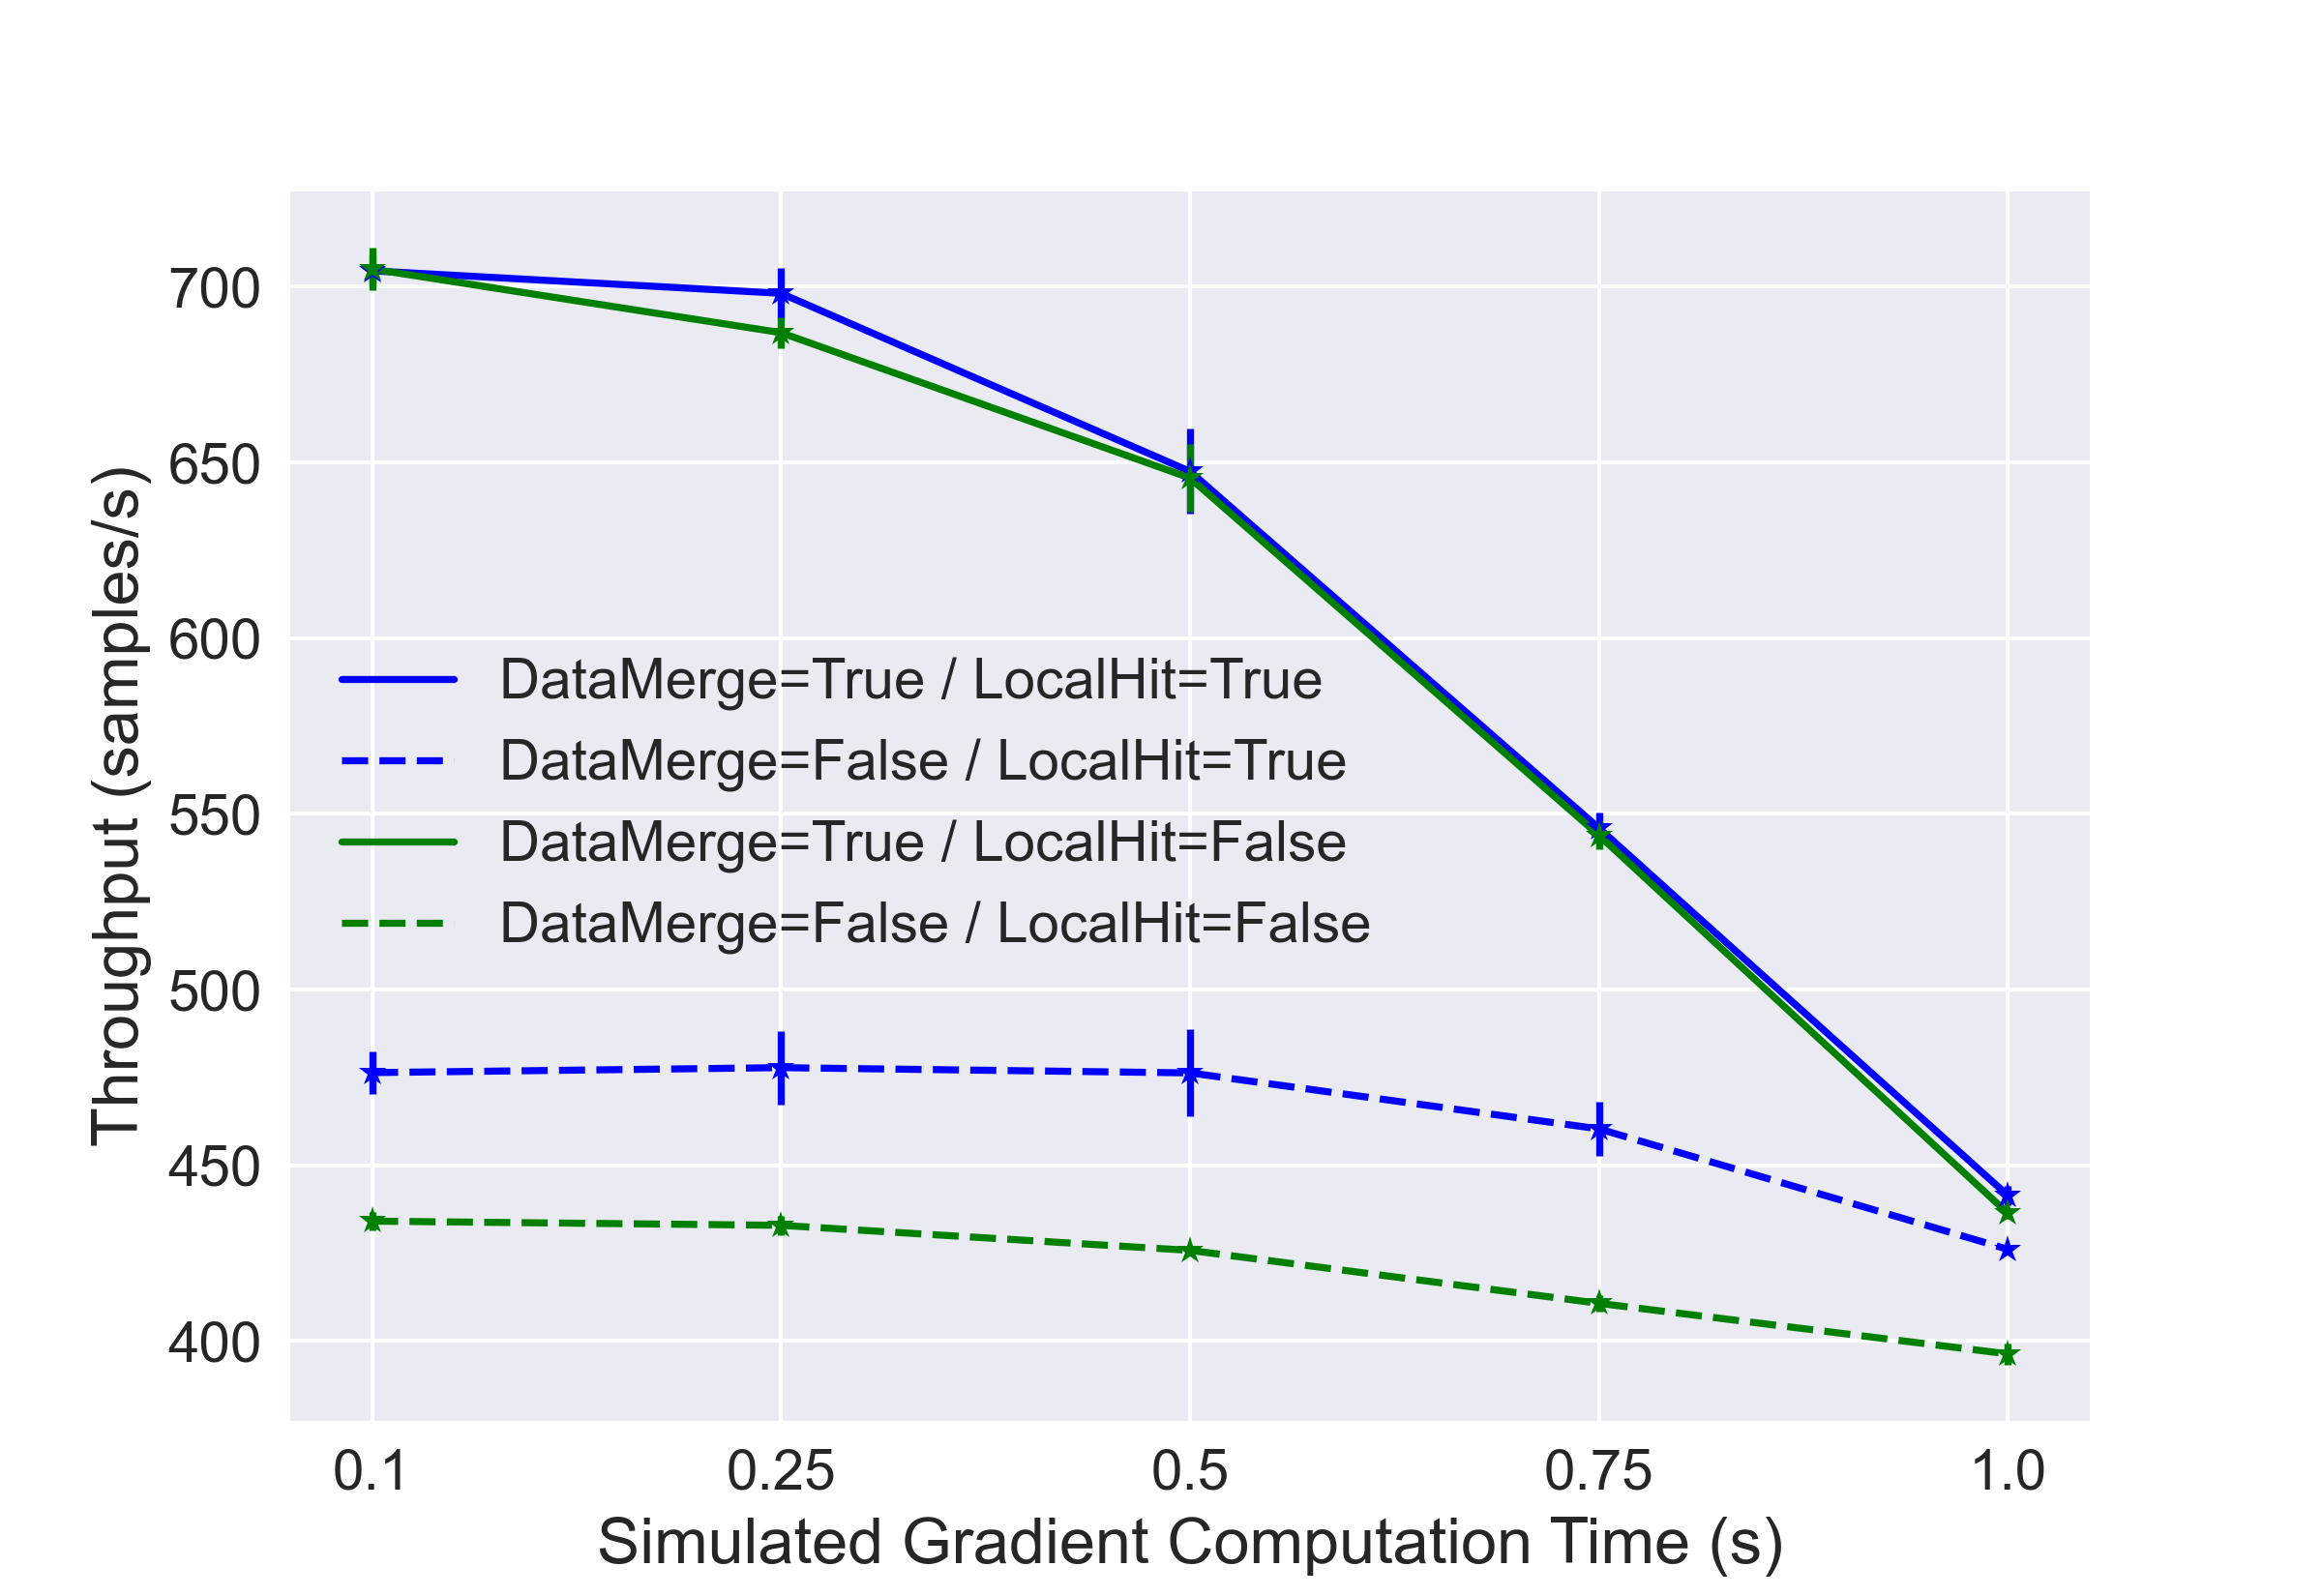 700
650
600
550
500
450
400
Throughput (samples/s)
DataMerge=True / LocalHit=True
DataMerge=False / LocalHit=True
DataMerge=True / LocalHit=False
DataMerge=False / LocalHit=False
0.1 0.25 0.5 0.75 1.0
Simulated Gradient Computation Time (s)